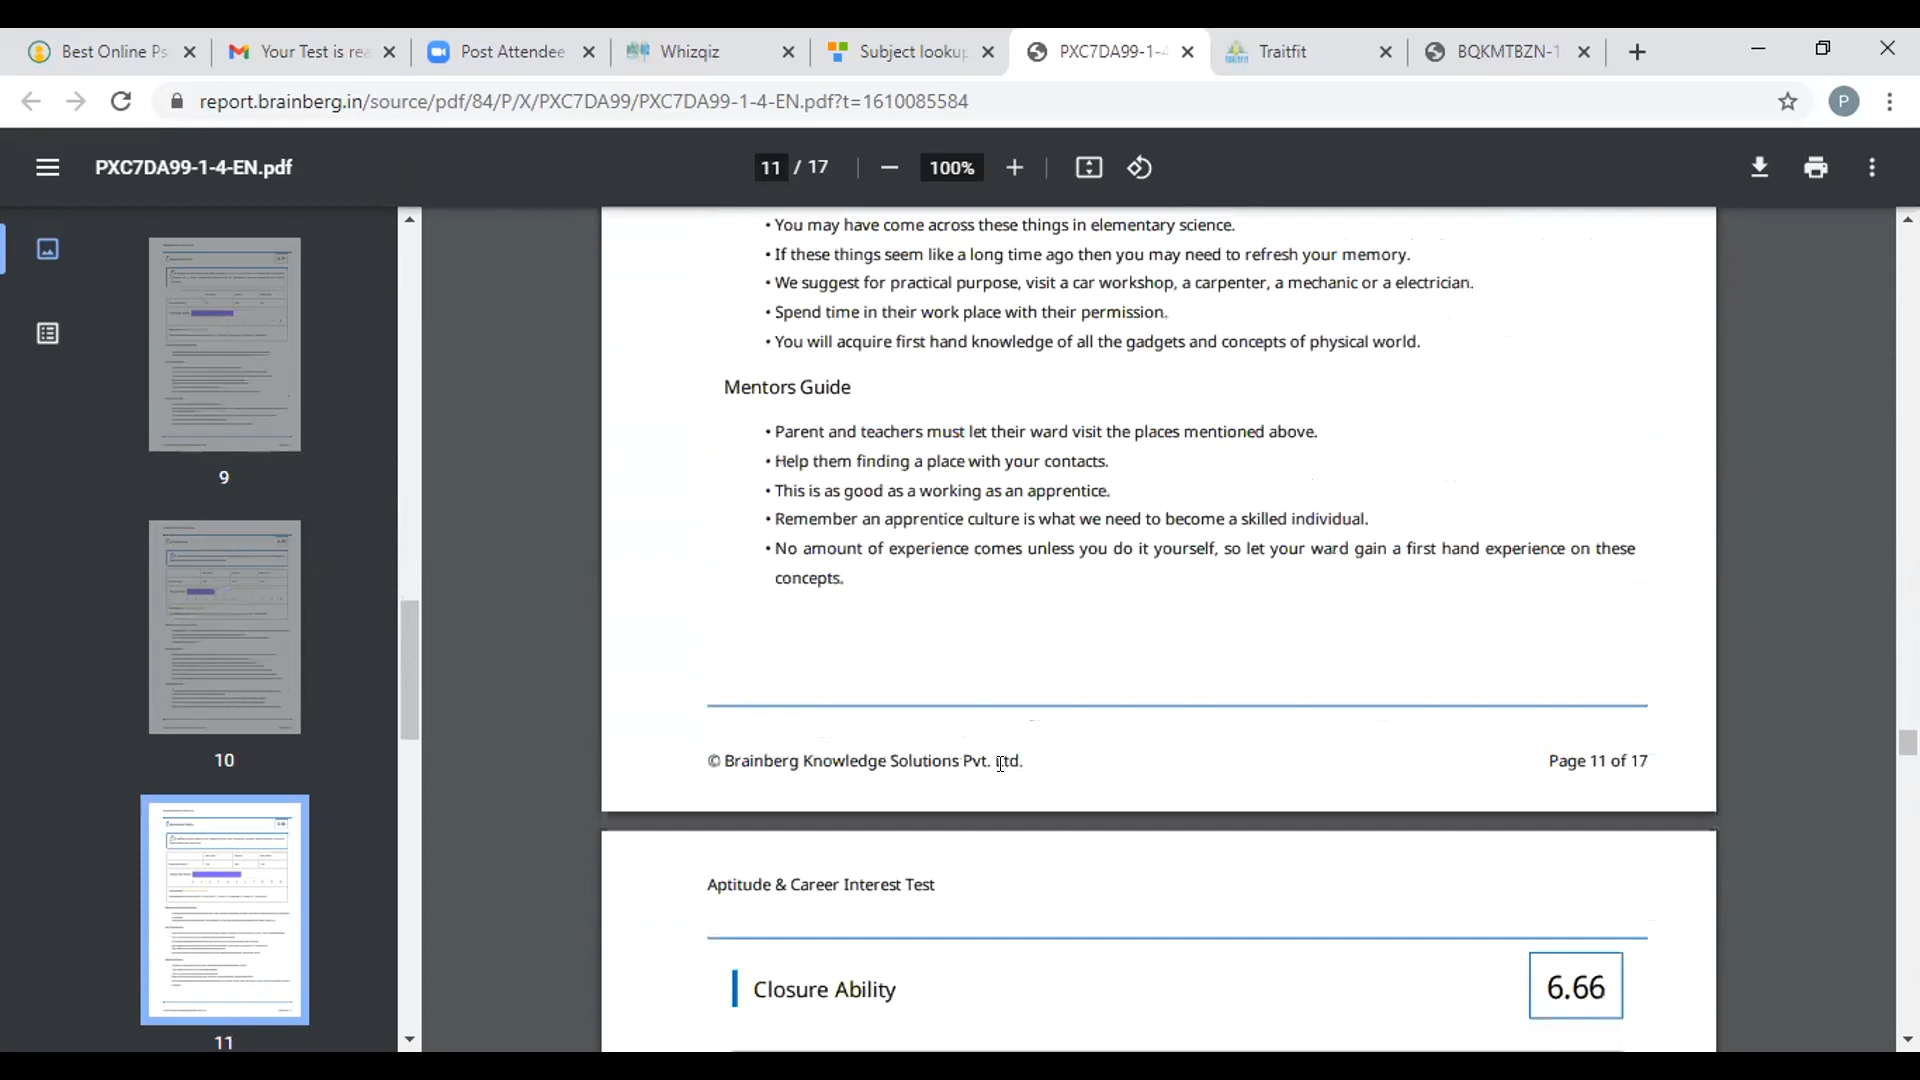 Best Online Ps
Your Test is rea
Post Attendee
Whizqiz
Subject lookup
PXC7DA99-1-4
Traitfit
BQKMTBZN-1
report.brainberg.in/source/pdf/84/P/X/PXC7DA99/PXC7DA99-1-4-EN.pdf?t=1610085584
P
PXC7DA99-1-4-EN.pdf
11 / 17
100%
9
10
11
• You may have come across these things in elementary science.
• If these things seem like a long time ago then you may need to refresh your memory.
• We suggest for practical purpose, visit a car workshop, a carpenter, a mechanic or a electrician.
• Spend time in their work place with their permission.
• You will acquire first hand knowledge of all the gadgets and concepts of physical world.
Mentors Guide
• Parent and teachers must let their ward visit the places mentioned above.
• Help them finding a place with your contacts.
• This is as good as a working as an apprentice.
• Remember an apprentice culture is what we need to become a skilled individual.
• No amount of experience comes unless you do it yourself, so let your ward gain a first hand experience on these
concepts.
© Brainberg Knowledge Solutions Pvt. Ltd.
Page 11 of 17
Aptitude & Career Interest Test
Closure Ability
6.66